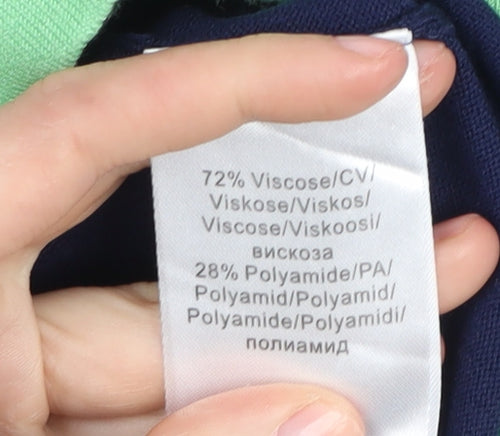 72% Viscose/CV/
Viskose/Viskos/
Viscose/Viskoosi/
вискоза
28% Polyamide/PA/
Polyamid/Polyamid/
Polyamide/Polyamidi/
полиамид